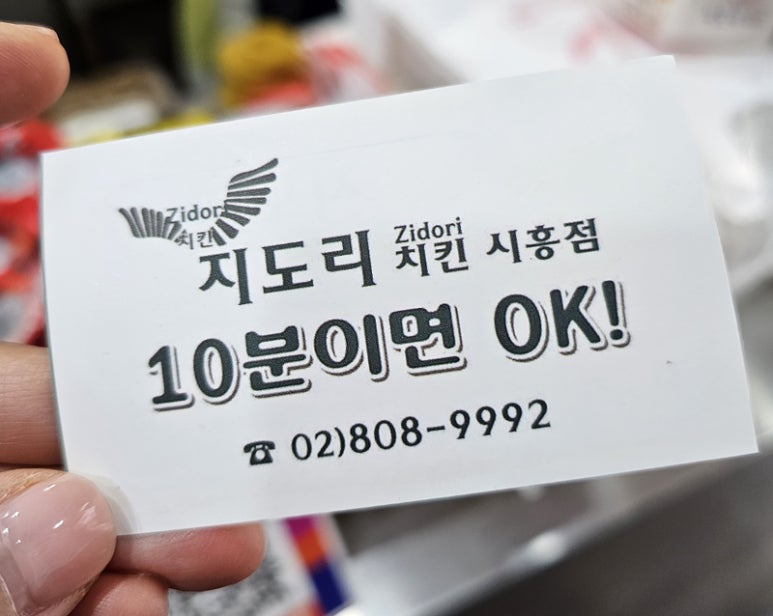 Zidori
치킨
지도리 Zidori 치킨 시흥점
10분이면 OK!
☎ 02)808-9992